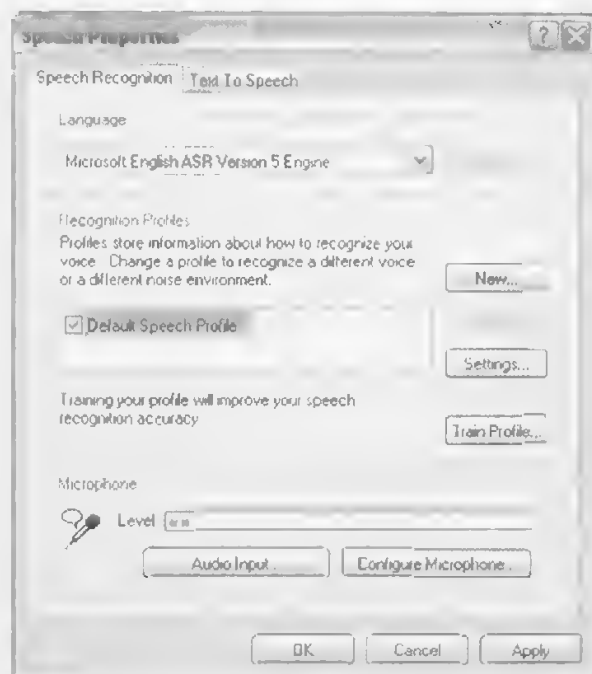 Speech Properties
Speech Recognition Text To Speech
Language
Microsoft English ASR Version 5 Engine
Recognition Profiles
Profiles store information about how to recognize your
voice. Change a profile to recognize a different voice
or a different noise environment.
New...
Default Speech Profile
Settings...
Training your profile will improve your speech
recognition accuracy
Train Profile...
Microphone
Level
Audio Input...
Configure Microphone...
OK Cancel Apply